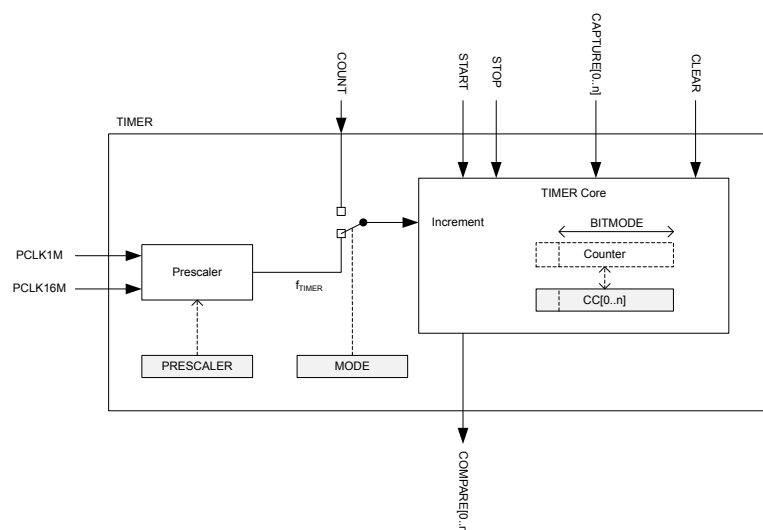 COUNT
START
STOP
CAPTURE[0..n]
CLEAR
TIMER
TIMER Core
Increment
BITMODE
Counter
CC[0..n]
PCLK1M
PCLK16M
Prescaler
fTIMER
PRESCALER
MODE
COMPARE[0..n